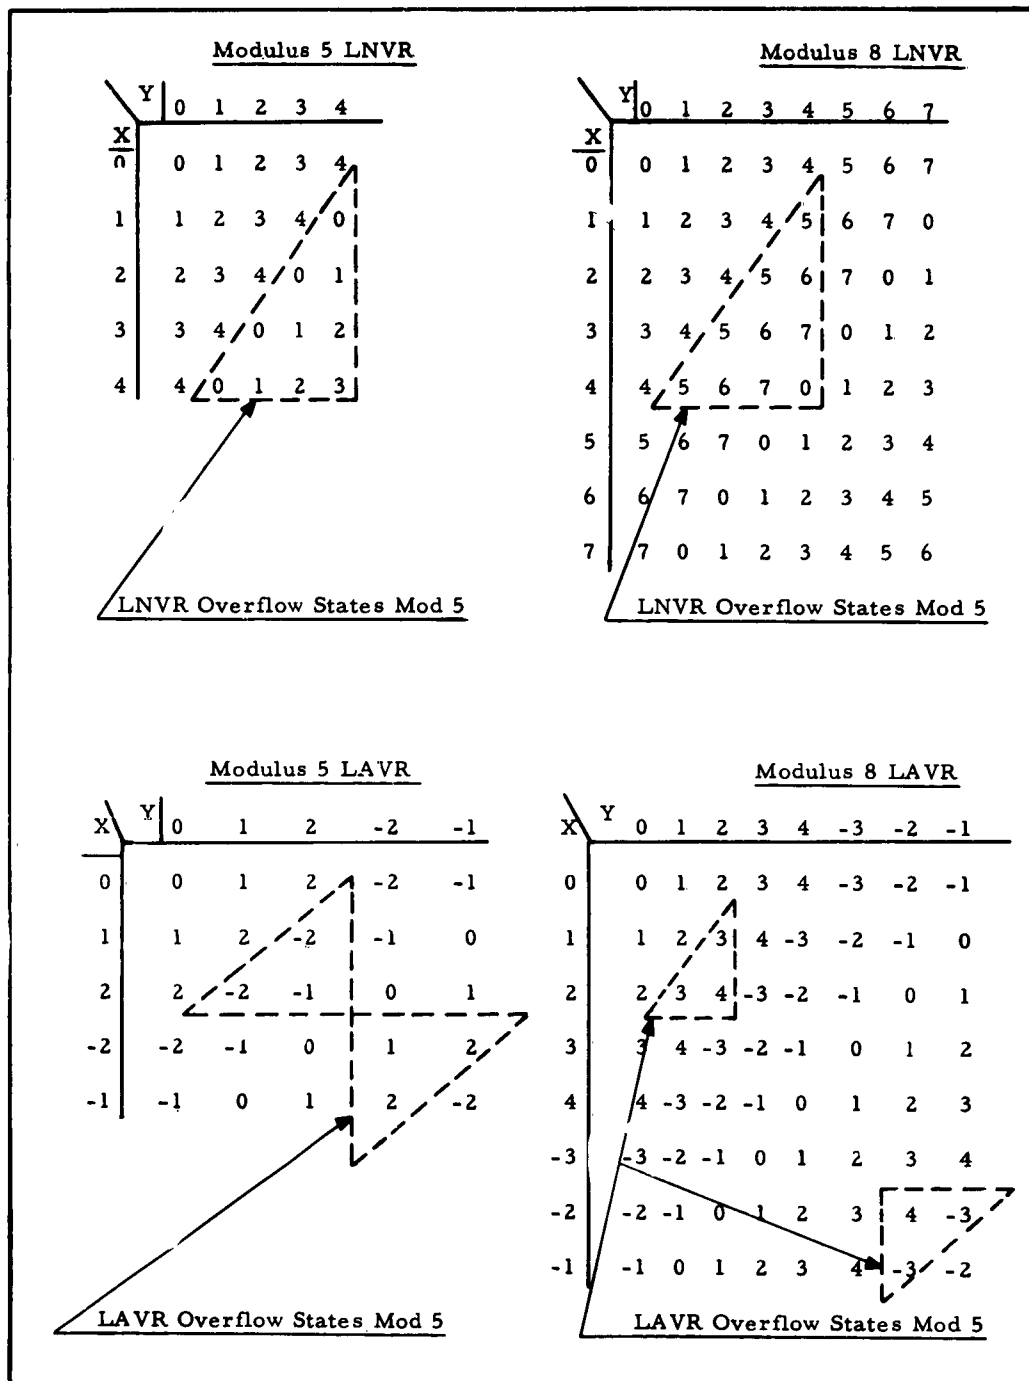 Modulus 5 LNVR
Y 0 1 2 3 4
X
0 0 1 2 3 4
1 1 2 3 4 0
2 2 3 4 0 1
3 3 4 0 1 2
4 4 0 1 2 3
LNVR Overflow States Mod 5
Modulus 8 LNVR
Y 0 1 2 3 4 5 6 7
X
0 0 1 2 3 4 5 6 7
1 1 2 3 4 5 6 7 0
2 2 3 4 5 6 7 0 1
3 3 4 5 6 7 0 1 2
4 4 5 6 7 0 1 2 3
5 5 6 7 0 1 2 3 4
6 6 7 0 1 2 3 4 5
7 7 0 1 2 3 4 5 6
LNVR Overflow States Mod 5
Modulus 5 LAVR
X Y 0 1 2 -2 -1
0 0 1 2 -2 -1
1 1 2 -2 -1 0
2 2 -2 -1 0 1
-2 -2 -1 0 1 2
-1 -1 0 1 2 -2
LAVR Overflow States Mod 5
Modulus 8 LAVR
X Y 0 1 2 3 4 -3 -2 -1
0 0 1 2 3 4 -3 -2 -1
1 1 2 3 4 -3 -2 -1 0
2 2 3 4 -3 -2 -1 0 1
3 3 4 -3 -2 -1 0 1 2
4 4 -3 -2 -1 0 1 2 3
-3 -3 -2 -1 0 1 2 3 4
-2 -2 -1 0 1 2 3 4 -3
-1 -1 0 1 2 3 4 -3 -2
LAVR Overflow States Mod 5